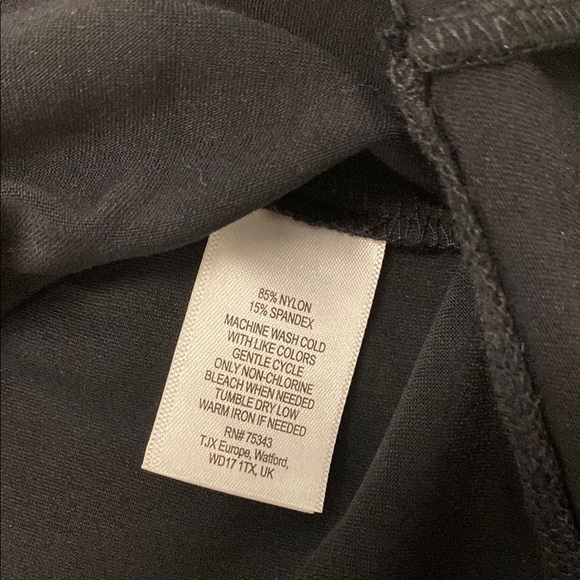 85% NYLON
15% SPANDEX
MACHINE WASH COLD
WITH LIKE COLORS
GENTLE CYCLE
ONLY NON-CHLORINE
BLEACH WHEN NEEDED
TUMBLE DRY LOW
WARM IRON IF NEEDED
RN# 75343
TJX Europe, Watford,
WD17 1TX, UK